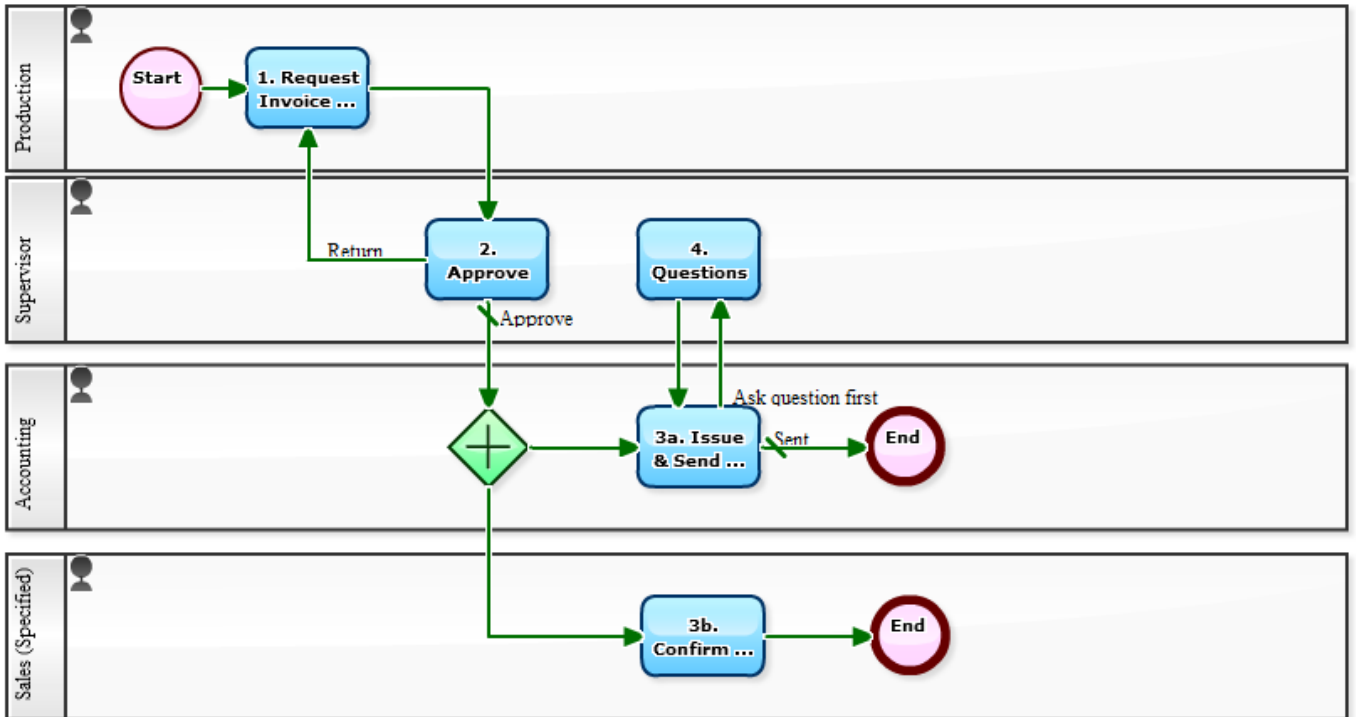 Production
Start
1. Request
Invoice ...
Supervisor
Return
2.
Approve
4.
Questions
Approve
Accounting
Ask question first
3a. Issue
& Send ...
Sent
End
Sales (Specified)
3b.
Confirm ...
End